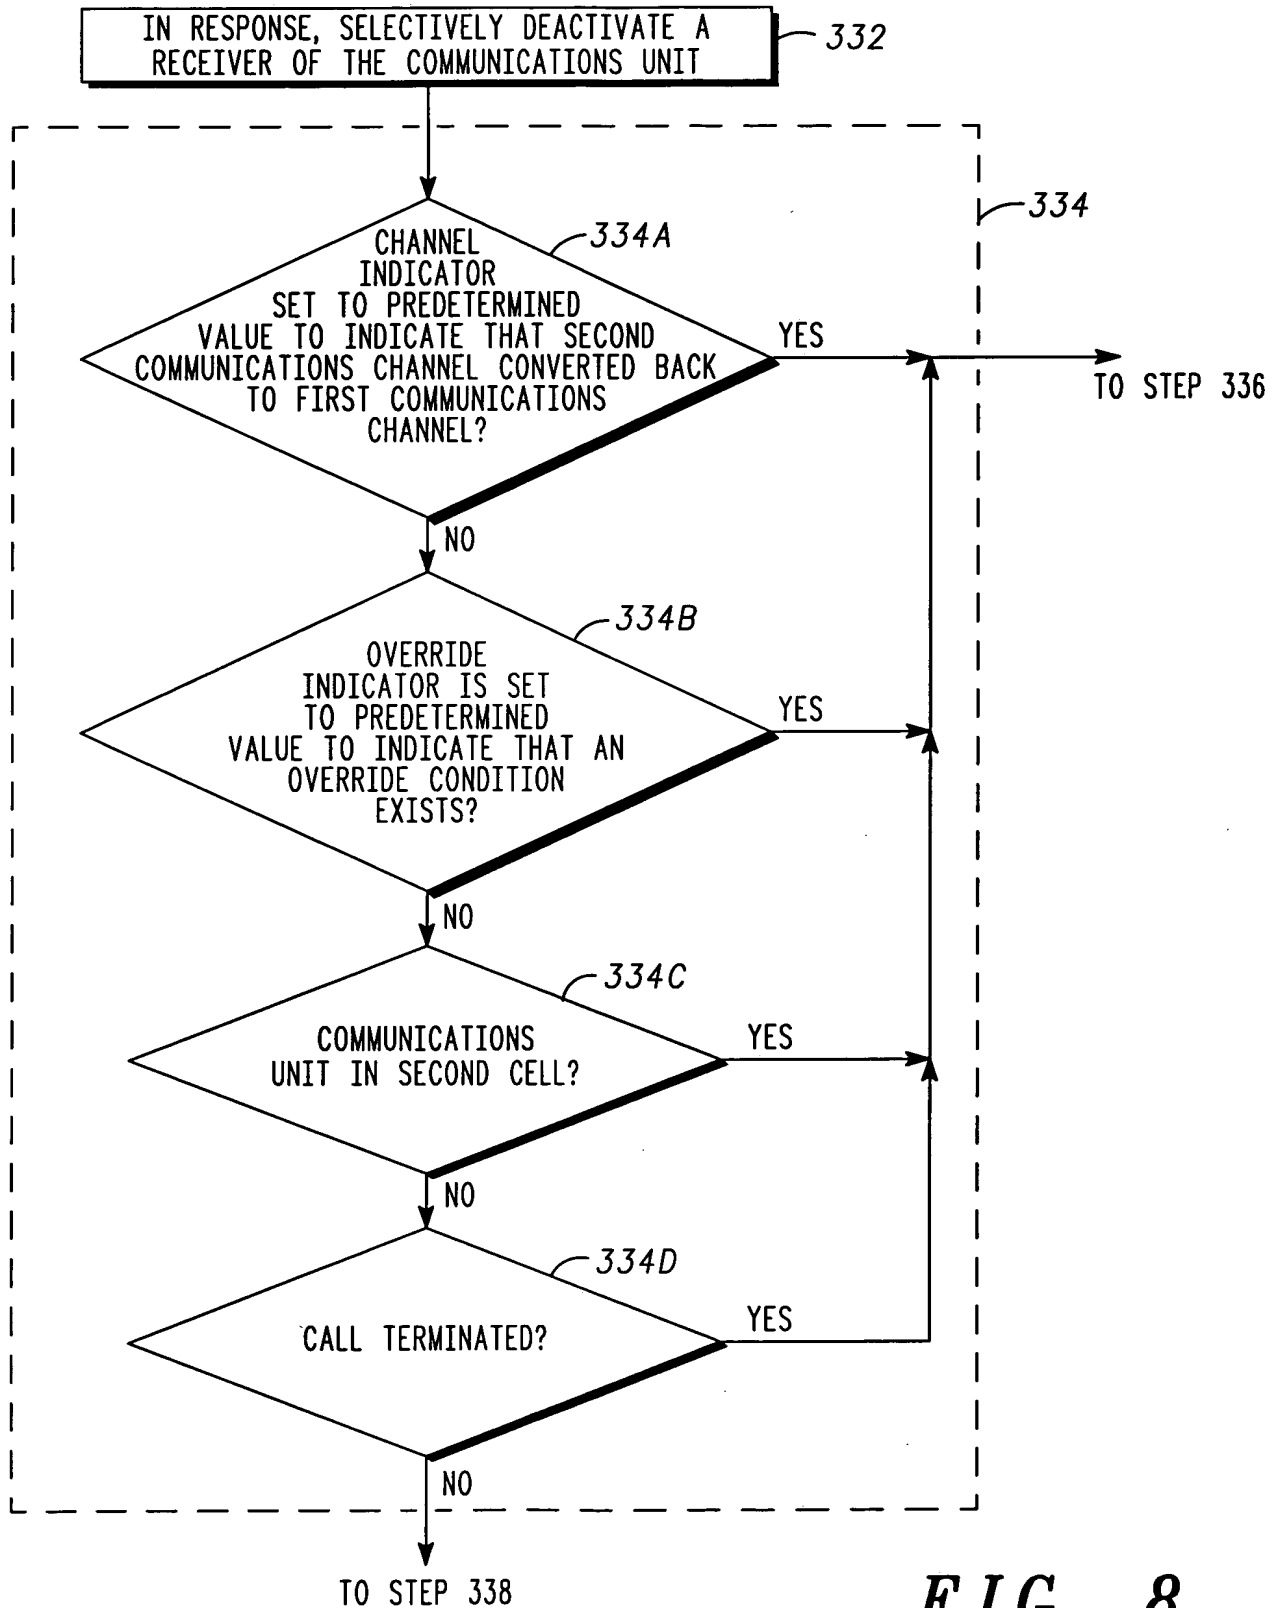 IN RESPONSE, SELECTIVELY DEACTIVATE A
RECEIVER OF THE COMMUNICATIONS UNIT
332
334
334A
CHANNEL
INDICATOR
SET TO PREDETERMINED
VALUE TO INDICATE THAT SECOND
COMMUNICATIONS CHANNEL CONVERTED BACK
TO FIRST COMMUNICATIONS
CHANNEL?
YES
TO STEP 336
NO
334B
OVERRIDE
INDICATOR IS SET
TO PREDETERMINED
VALUE TO INDICATE THAT AN
OVERRIDE CONDITION
EXISTS?
YES
NO
334C
COMMUNICATIONS
UNIT IN SECOND CELL?
YES
NO
334D
CALL TERMINATED?
YES
NO
TO STEP 338
FIG. 8